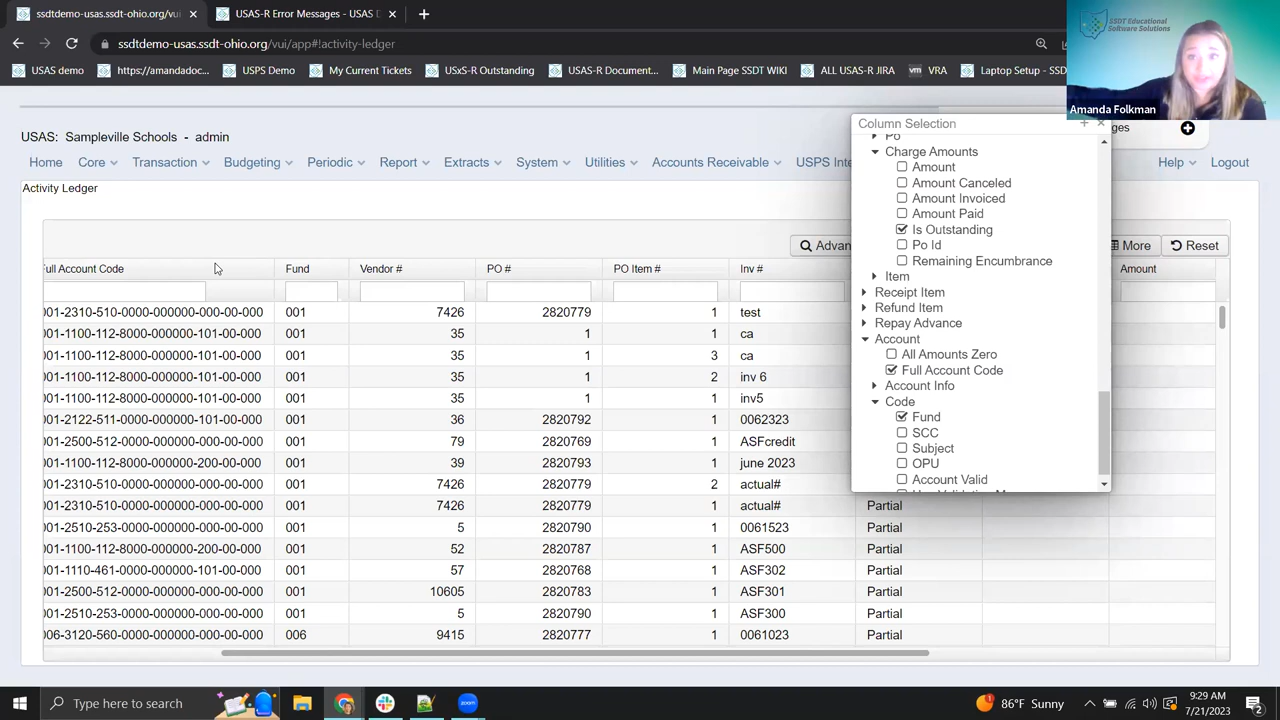 ssdtdemo-usas.ssdt-ohio.org/vui
USAS-R Error Messages - USAS D
ssdtdemo-usas.ssdt-ohio.org/vui/app#!activity-ledger
USAS demo
https://amandadoc...
USPS Demo
My Current Tickets
USxS R Outstanding
USAS-R Document...
Main Page SSDT WIKI
ALL USAS-R JIRA
VRA
Laptop Setup - SSD
SSDT Educational
Software Solutions
Amanda Folkman
USAS: Sampleville Schools - admin
ges
Home Core Transaction Budgeting Periodic Report Extracts System Utilities Accounts Receivable USPS Inte Help Logout
Activity Ledger
Advan
More
Reset
Full Account Code Fund Vendor # PO # PO Item # Inv # Amount
001-2310-510-0000-000000-000-00-000 001 7426 2820779 1 test
001-1100-112-8000-000000-101-00-000 001 35 1 1 ca
001-1100-112-8000-000000-101-00-000 001 35 1 3 ca
001-1100-112-8000-000000-101-00-000 001 35 1 2 inv 6
001-1100-112-8000-000000-101-00-000 001 35 1 1 inv5
001-2122-511-0000-000000-101-00-000 001 36 2820792 1 0062323
001-2500-512-0000-000000-000-00-000 001 79 2820769 1 ASFcredit
001-1100-112-8000-000000-200-00-000 001 39 2820793 1 june 2023
001-2310-510-0000-000000-000-00-000 001 7426 2820779 2 actual#
001-2310-510-0000-000000-000-00-000 001 7426 2820779 1 actual# Partial
001-2510-253-0000-000000-000-00-000 001 5 2820790 1 0061523 Partial
001-1100-112-8000-000000-200-00-000 001 52 2820787 1 ASF500 Partial
001-1110-461-0000-000000-000-00-000 001 57 2820768 1 ASF302 Partial
001-2500-512-0000-000000-000-00-000 001 10605 2820783 1 ASF301 Partial
001-2510-253-0000-000000-000-00-000 001 5 2820790 1 ASF300 Partial
006-3120-560-0000-000000-000-00-000 006 9415 2820777 1 0061023 Partial
Column Selection
Po
Charge Amounts
Amount
Amount Canceled
Amount Invoiced
Amount Paid
Is Outstanding
Po Id
Remaining Encumbrance
Item
Receipt Item
Refund Item
Repay Advance
Account
All Amounts Zero
Full Account Code
Account Info
Code
Fund
SCC
Subject
OPU
Account Valid
Type here to search
86°F Sunny
9:29 AM
7/21/2023
2